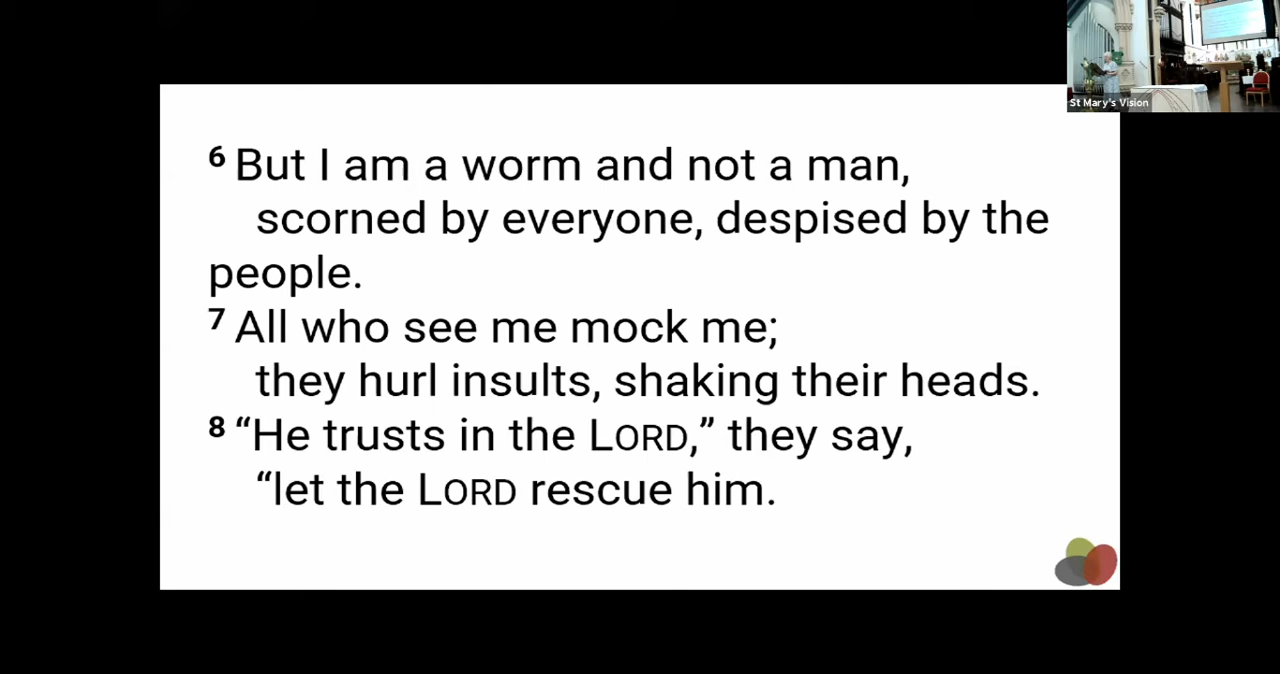 St Mary's Vision
6 But I am a worm and not a man,
scorned by everyone, despised by the
people.
7 All who see me mock me;
they hurl insults, shaking their heads.
8 “He trusts in the LORD,” they say,
“let the LORD rescue him.